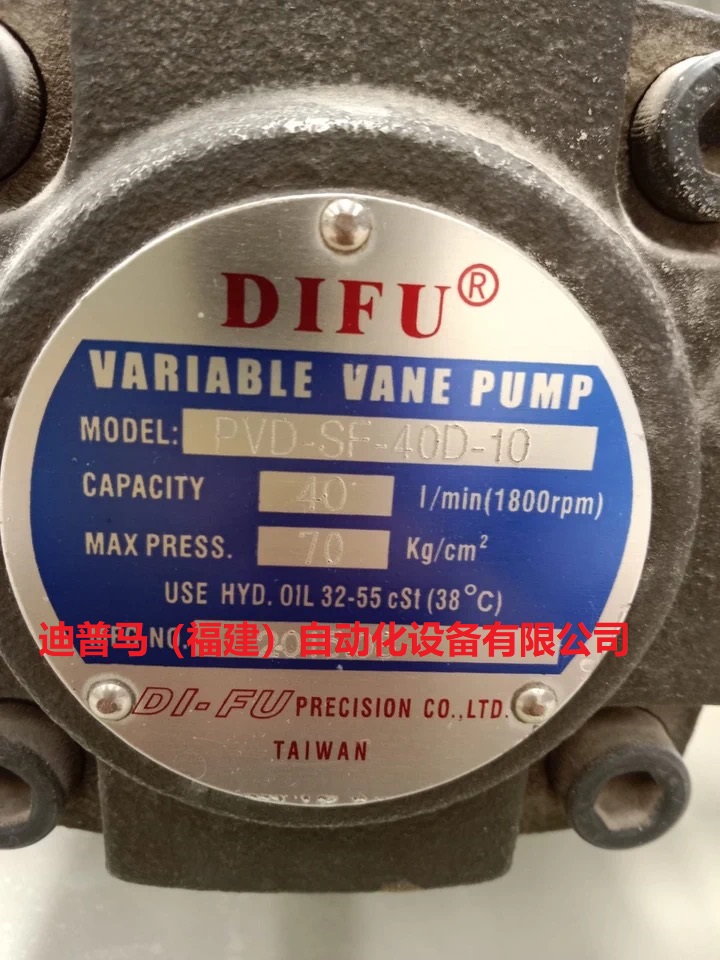 DIFU®
VARIABLE VANE PUMP
MODEL: PVD-SF-40D-10
CAPACITY 40 l/min(1800rpm)
MAX PRESS. 70 Kg/cm²
USE HYD. OIL 32-55 cSt (38°C)
NO.
迪普马（福建）自动化设备有限公司
DI-FU PRECISION CO.,LTD.
TAIWAN